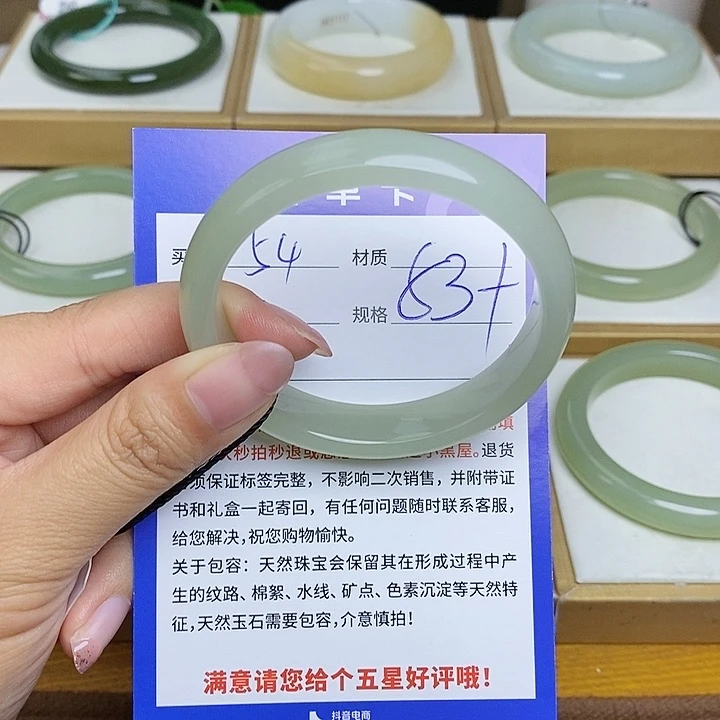 买 54 材质
规格 53+
秒拍秒退或恶 小黑屋。退货
须保证标签完整，不影响二次销售，并附带证
书和礼盒一起寄回，有任何问题随时联系客服，
给您解决，祝您购物愉快。
关于包容：天然珠宝会保留其在形成过程中产
生的纹路、棉絮、水线、矿点、色素沉淀等天然特
征，天然玉石需要包容，介意慎拍！
满意请您给个五星好评哦！
抖音电商